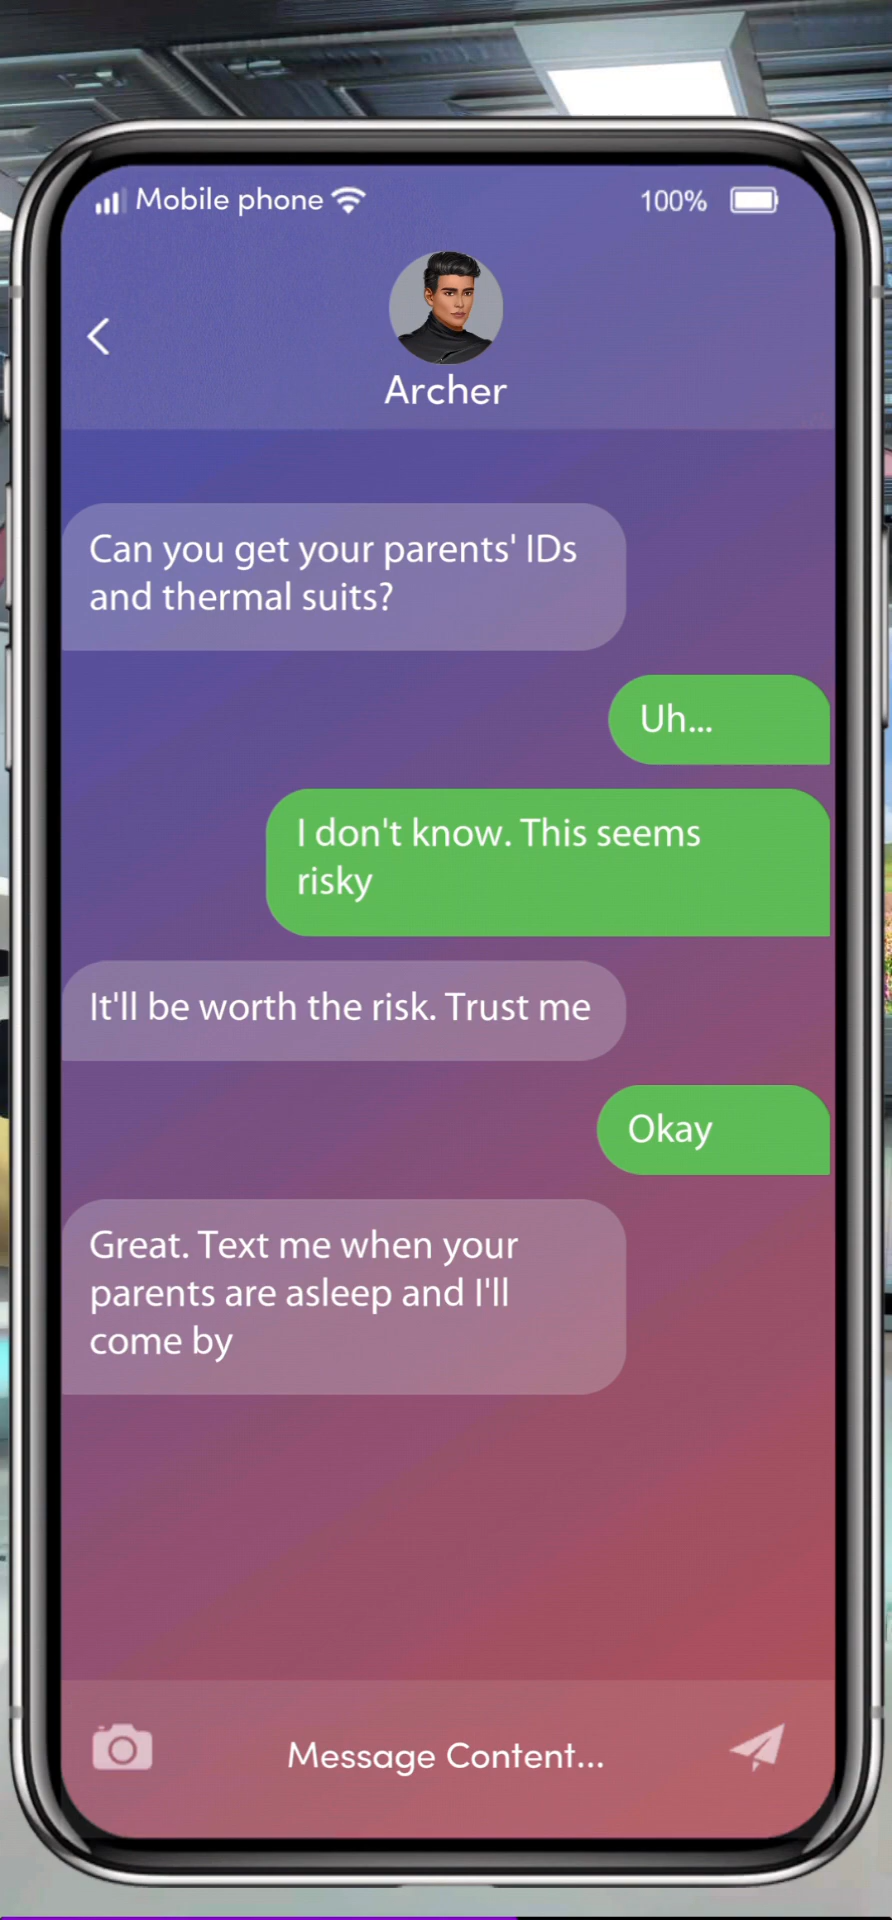 Mobile phone
100%
Archer
Can you get your parents' IDs
and thermal suits?
Uh...
I don't know. This seems
risky
It'll be worth the risk. Trust me
Okay
Great. Text me when your
parents are asleep and I'll
come by
Message Content...